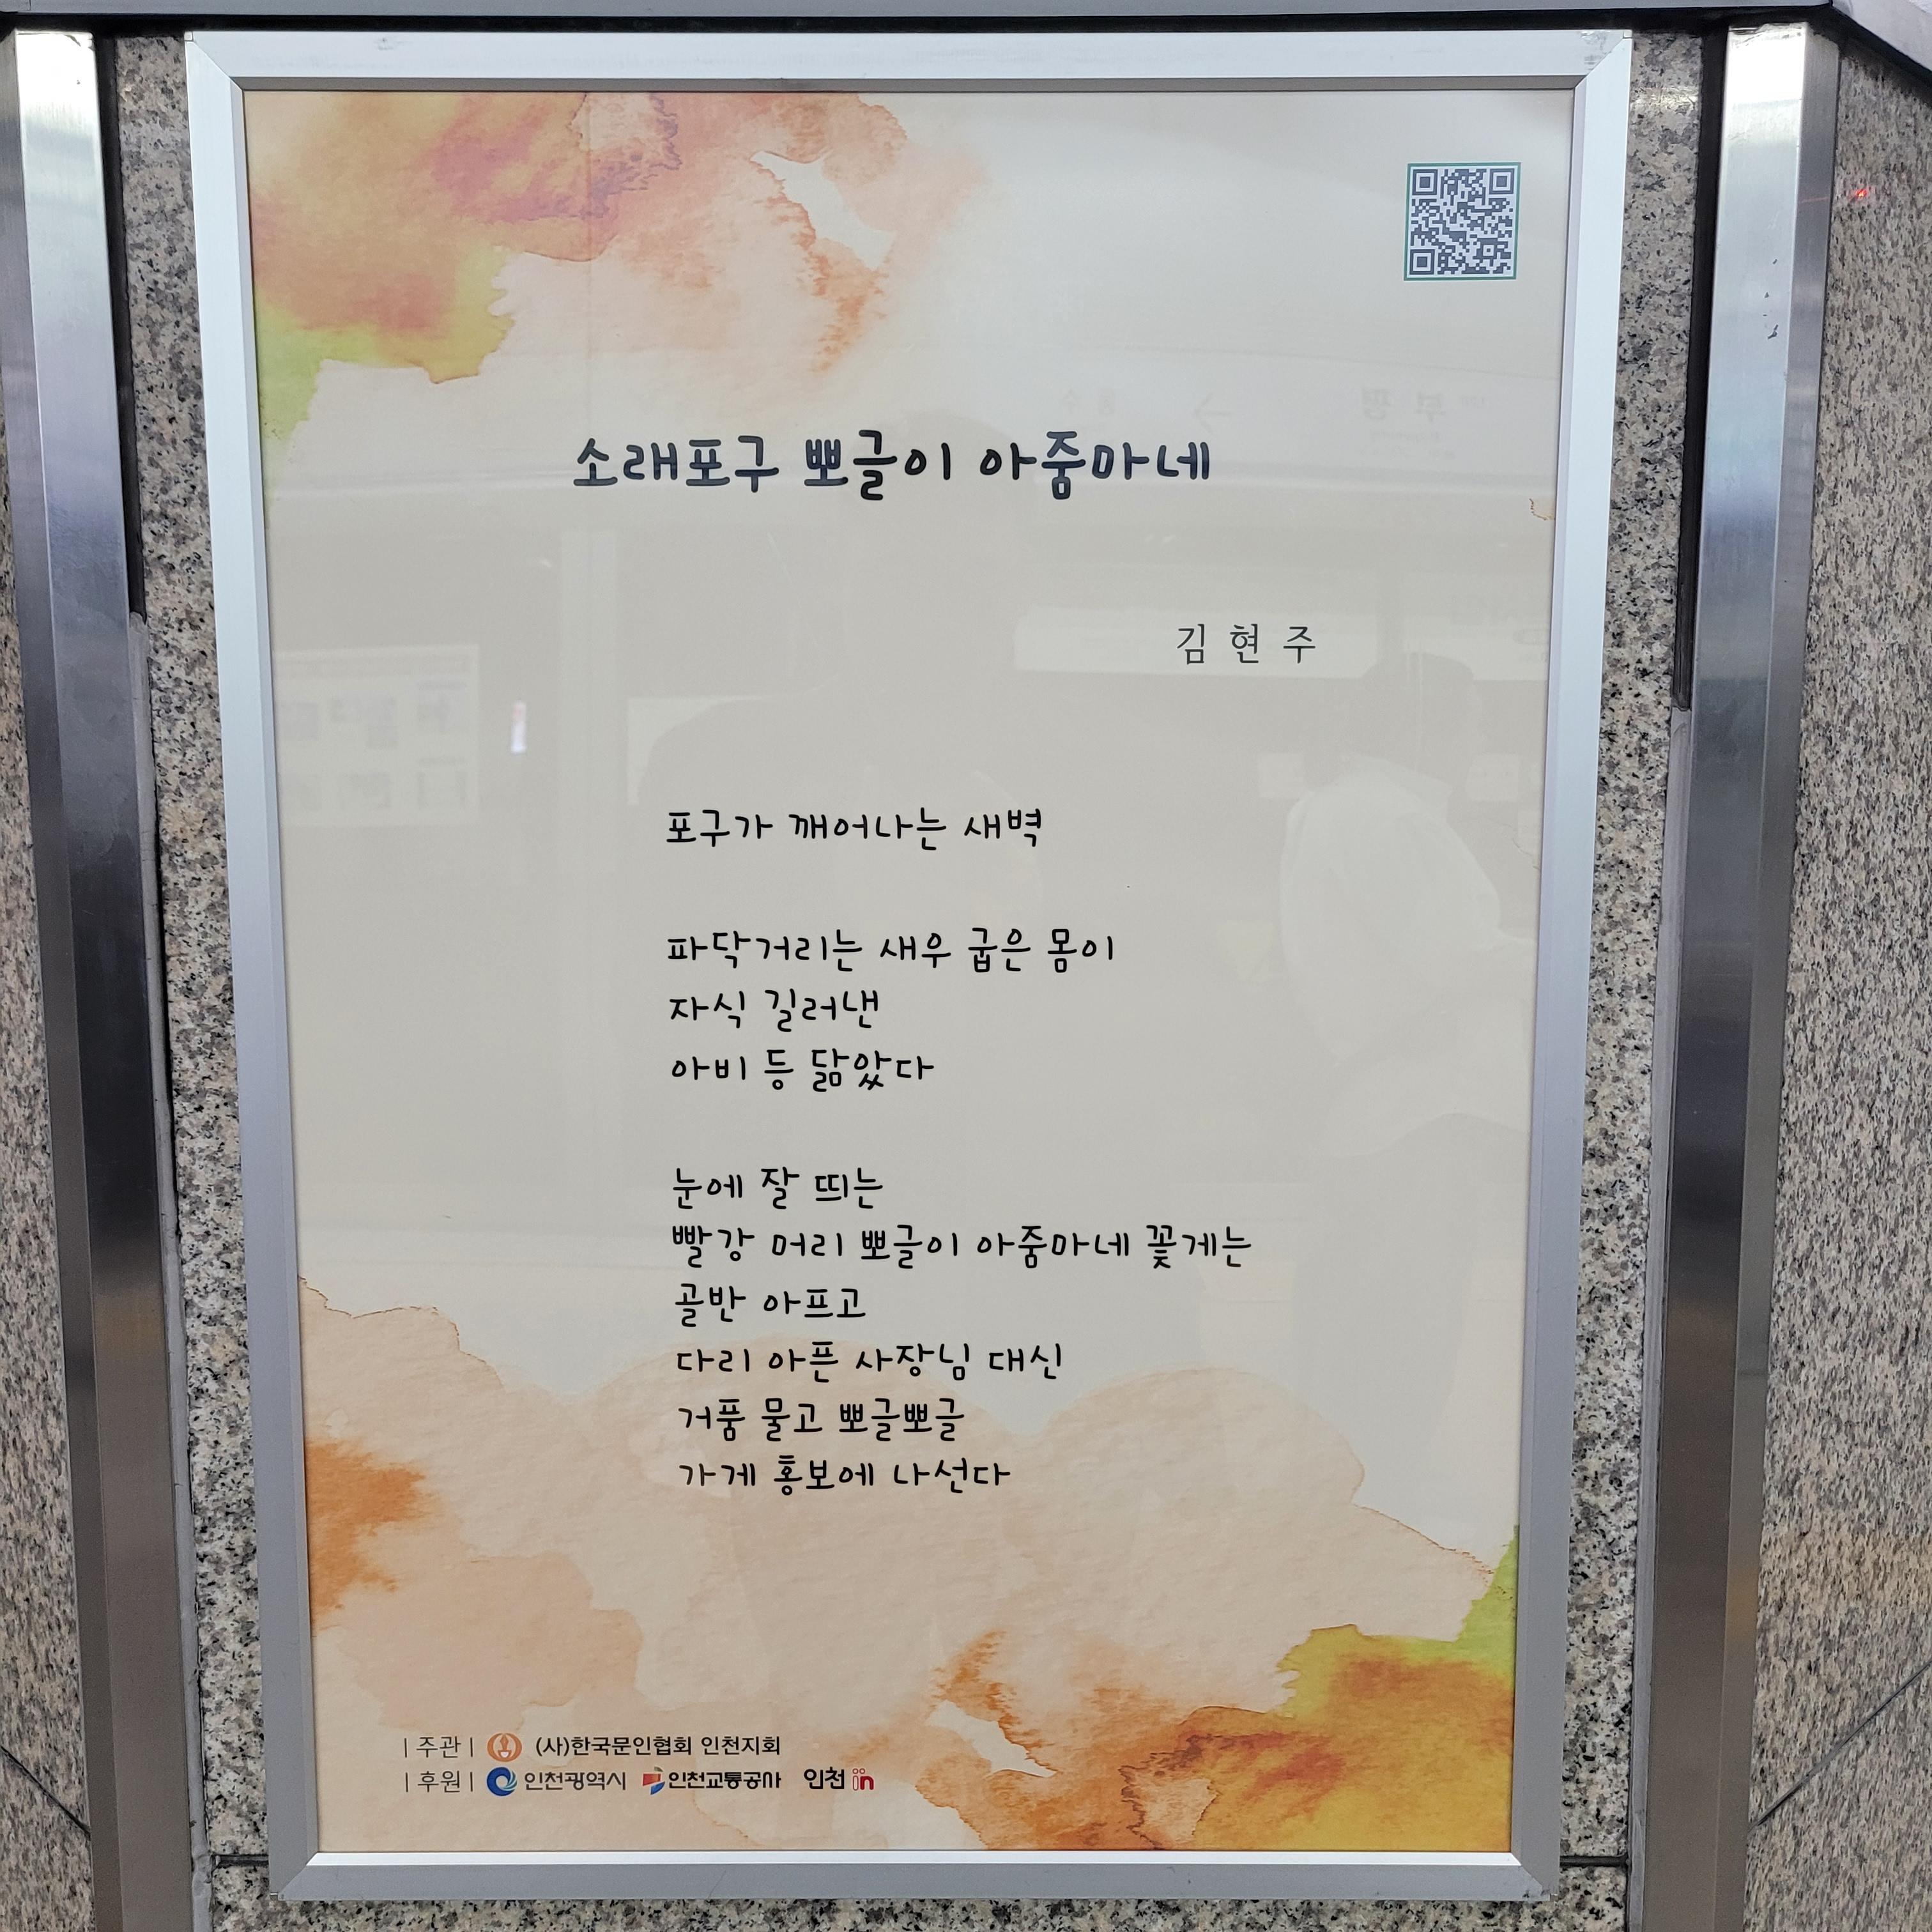 소래포구 뽀글이 아줌마네
김현주
포구가 깨어나는 새벽
파닥거리는 새우 굽은 몸이
자식 길러낸
아비 등 닮았다
눈에 잘 띄는
빨강 머리 뽀글이 아줌마네 꽃게는
골반 아프고
다리 아픈 사장님 대신
거품 물고 뽀글뽀글
가게 홍보에 나선다
|주관| (사)한국문인협회 인천지회
|후원| 인천광역시 인천교통공사 인천in